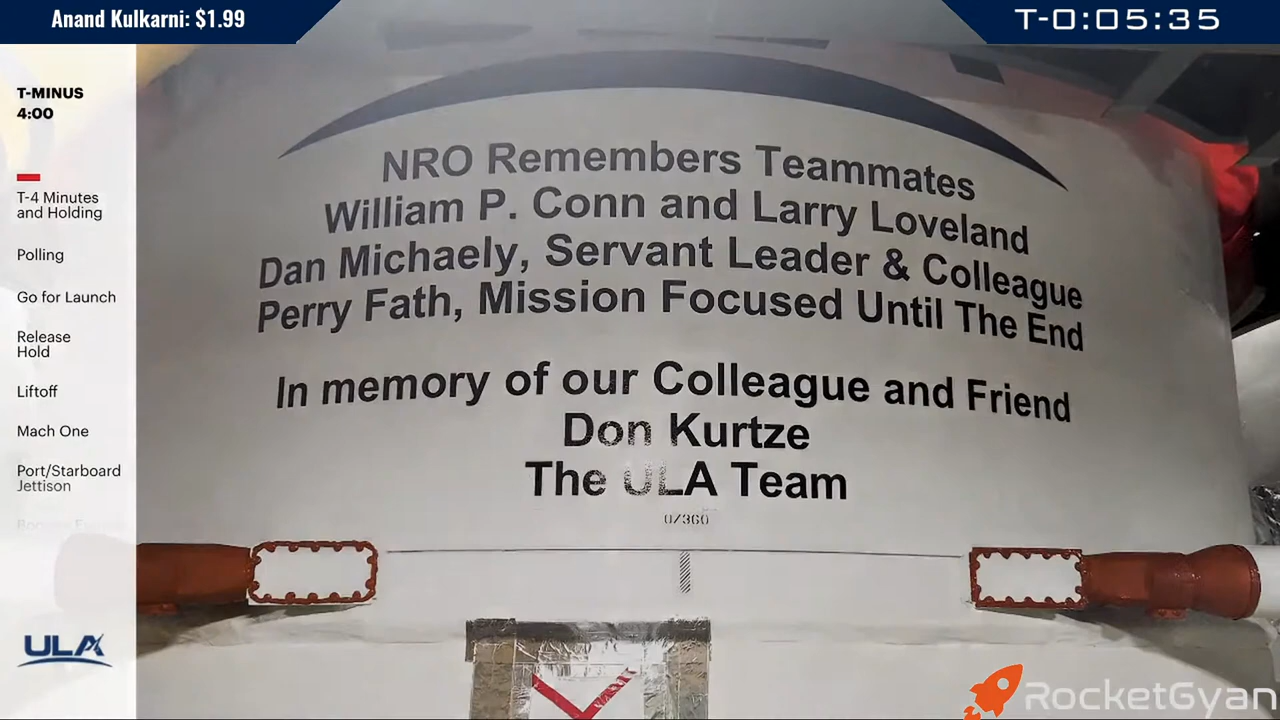 Anand Kulkarni: $1.99
T-0:05:35
T-MINUS
4:00
T-4 Minutes
and Holding
Polling
Go for Launch
Release
Hold
Liftoff
Mach One
Port/Starboard
Jettison
ULA
NRO Remembers Teammates
William P. Conn and Larry Loveland
Dan Michaely, Servant Leader & Colleague
Perry Fath, Mission Focused Until The End
In memory of our Colleague and Friend
Don Kurtze
The ULA Team
0/360
RocketGyan